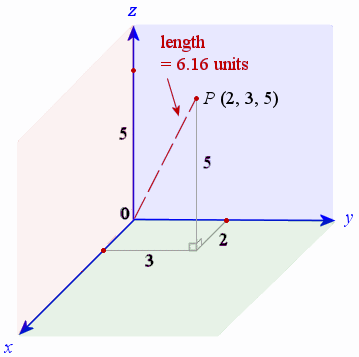 z
length
= 6.16 units
P (2, 3, 5)
5
5
0
y
2
3
x